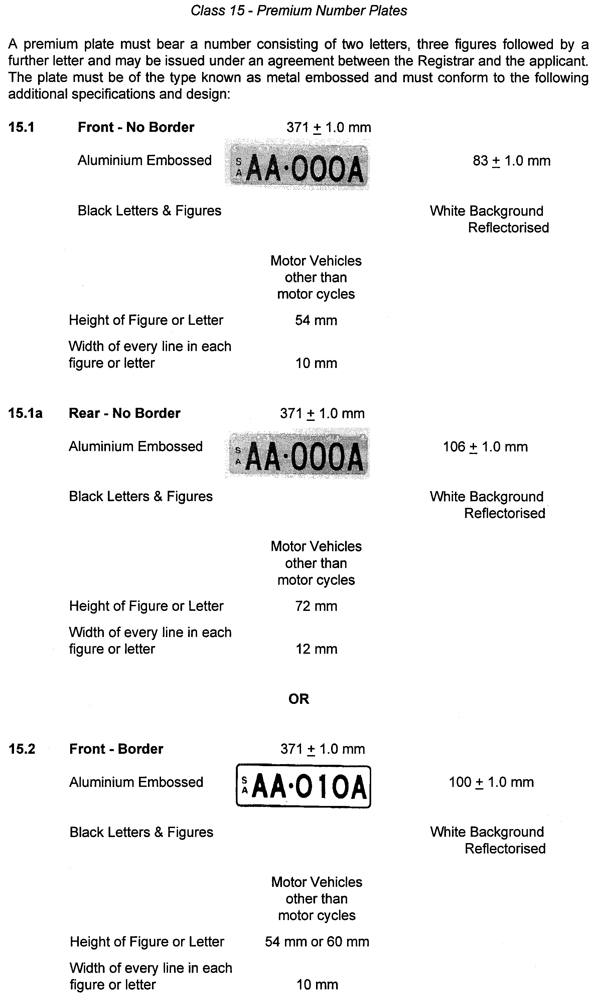 Class 15 - Premium Number Plates
A premium plate must bear a number consisting of two letters, three figures followed by a
further letter and may be issued under an agreement between the Registrar and the applicant.
The plate must be of the type known as metal embossed and must conform to the following
additional specifications and design:
15.1 Front - No Border 371 ± 1.0 mm
Aluminium Embossed SA AA·000A 83 ± 1.0 mm
Black Letters & Figures White Background
Reflectorised
Motor Vehicles
other than
motor cycles
Height of Figure or Letter 54 mm
Width of every line in each
figure or letter 10 mm
15.1a Rear - No Border 371 ± 1.0 mm
Aluminium Embossed SA AA·000A 106 ± 1.0 mm
Black Letters & Figures White Background
Reflectorised
Motor Vehicles
other than
motor cycles
Height of Figure or Letter 72 mm
Width of every line in each
figure or letter 12 mm
OR
15.2 Front - Border 371 ± 1.0 mm
Aluminium Embossed SA AA·010A 100 ± 1.0 mm
Black Letters & Figures White Background
Reflectorised
Motor Vehicles
other than
motor cycles
Height of Figure or Letter 54 mm or 60 mm
Width of every line in each
figure or letter 10 mm